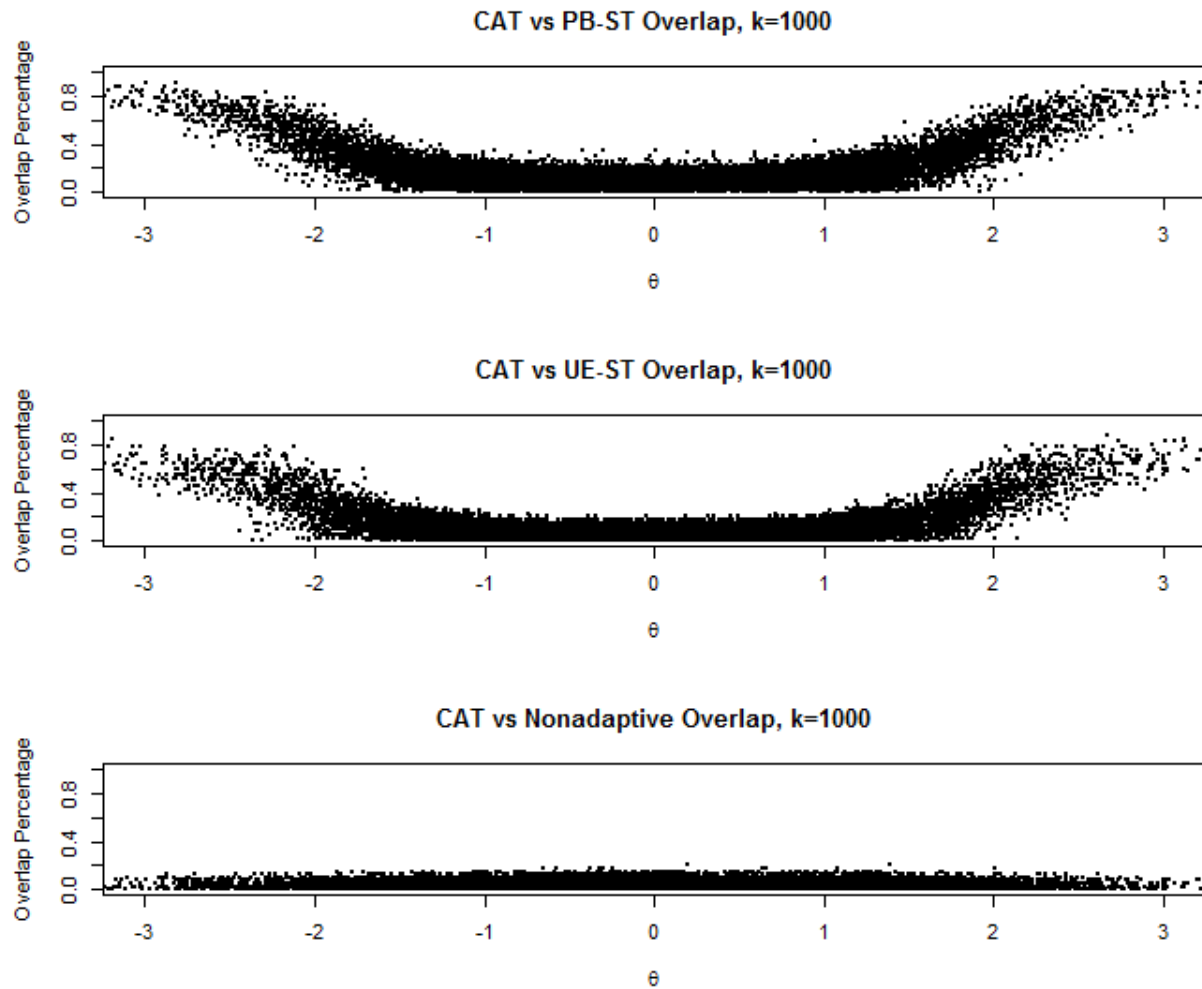 CAT vs PB-ST Overlap, k=1000
Overlap Percentage
0.8
0.4
0.0
-3 -2 -1 0 1 2 3
θ
CAT vs UE-ST Overlap, k=1000
Overlap Percentage
0.8
0.4
0.0
-3 -2 -1 0 1 2 3
θ
CAT vs Nonadaptive Overlap, k=1000
Overlap Percentage
0.8
0.4
0.0
-3 -2 -1 0 1 2 3
θ